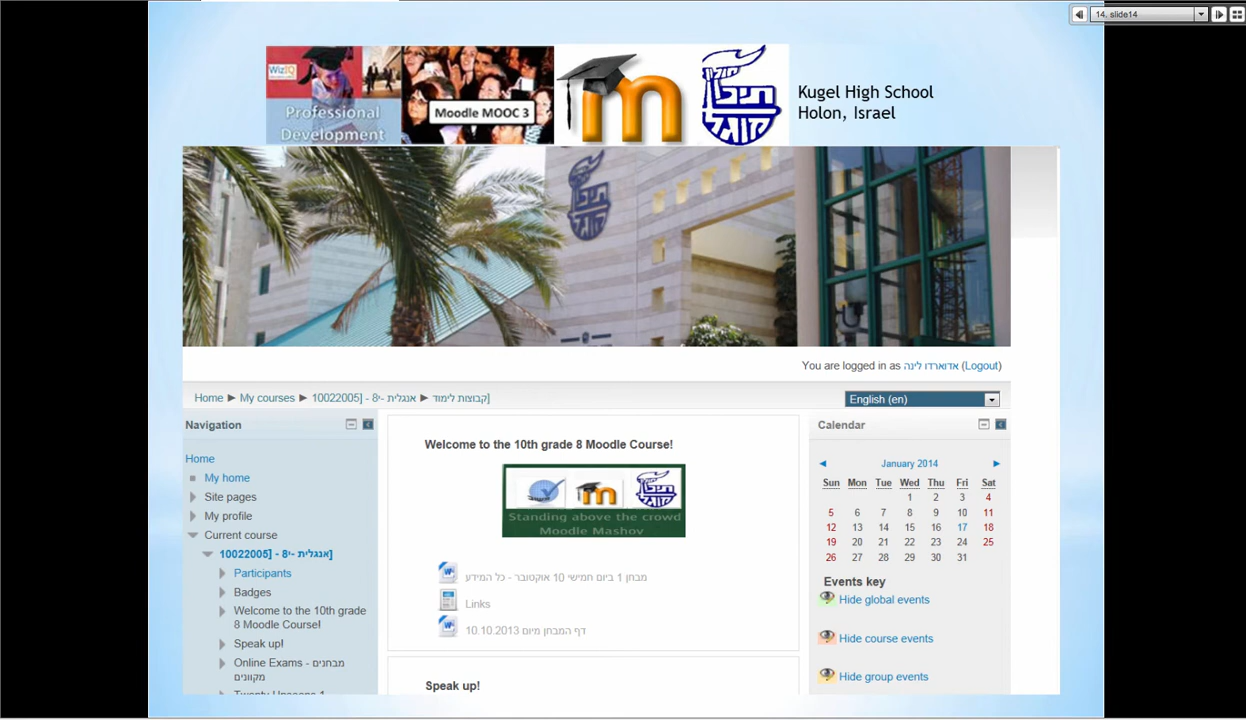 14, slide14
WizIQ
Professional
Development
Moodle MOOC 3
m
תיכון
קוגל
Kugel High School
Holon, Israel
You are logged in as אדוארדו לינה (Logout)
Home ► My courses ► 10022005] - אנגלית -י8 ► קבוצות לימוד]
English (en)
Navigation
Home
My home
Site pages
My profile
Current course
10022005] - אנגלית -י8]
Participants
Badges
Welcome to the 10th grade
8 Moodle Course!
Speak up!
Online Exams - מבחנים
מקוונים
Welcome to the 10th grade 8 Moodle Course!
Standing above the crowd
Moodle Mashov
מבחן 1 ביום חמישי 10 אוקטובר - כל המידע
Links
דף המבחן מיום 10.10.2013
Speak up!
Calendar
◄ January 2014 ►
Sun Mon Tue Wed Thu Fri Sat
1 2 3 4
5 6 7 8 9 10 11
12 13 14 15 16 17 18
19 20 21 22 23 24 25
26 27 28 29 30 31
Events key
Hide global events
Hide course events
Hide group events